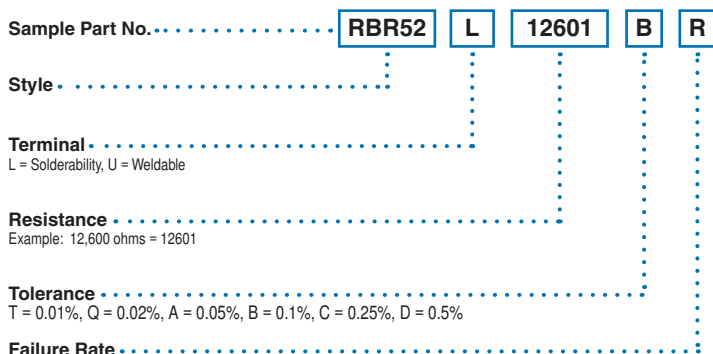 Sample Part No. RBR52 L 12601 B R
Style
Terminal
L = Solderability, U = Weldable
Resistance
Example: 12,600 ohms = 12601
Tolerance
T = 0.01%, Q = 0.02%, A = 0.05%, B = 0.1%, C = 0.25%, D = 0.5%
Failure Rate